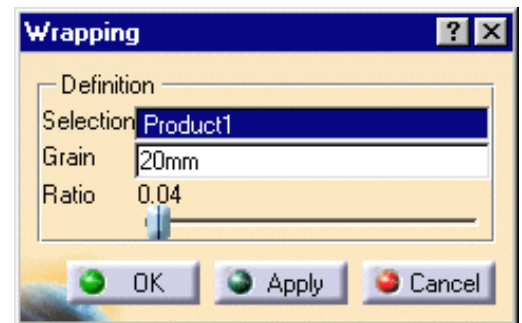 Wrapping
Definition
Selection Product1
Grain 20mm
Ratio 0.04
OK Apply Cancel